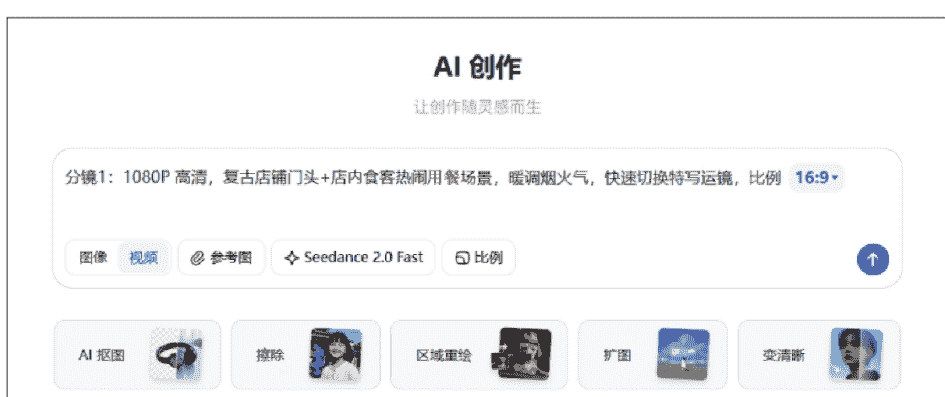 AI 创作
让创作随灵感而生
分镜1：1080P 高清，复古店铺门头+店内食客热闹用餐场景，暖调烟火气，快速切换特写运镜，比例 16:9
图像 视频 参考图 Seedance 2.0 Fast 比例
AI 抠图 擦除 区域重绘 扩图 变清晰